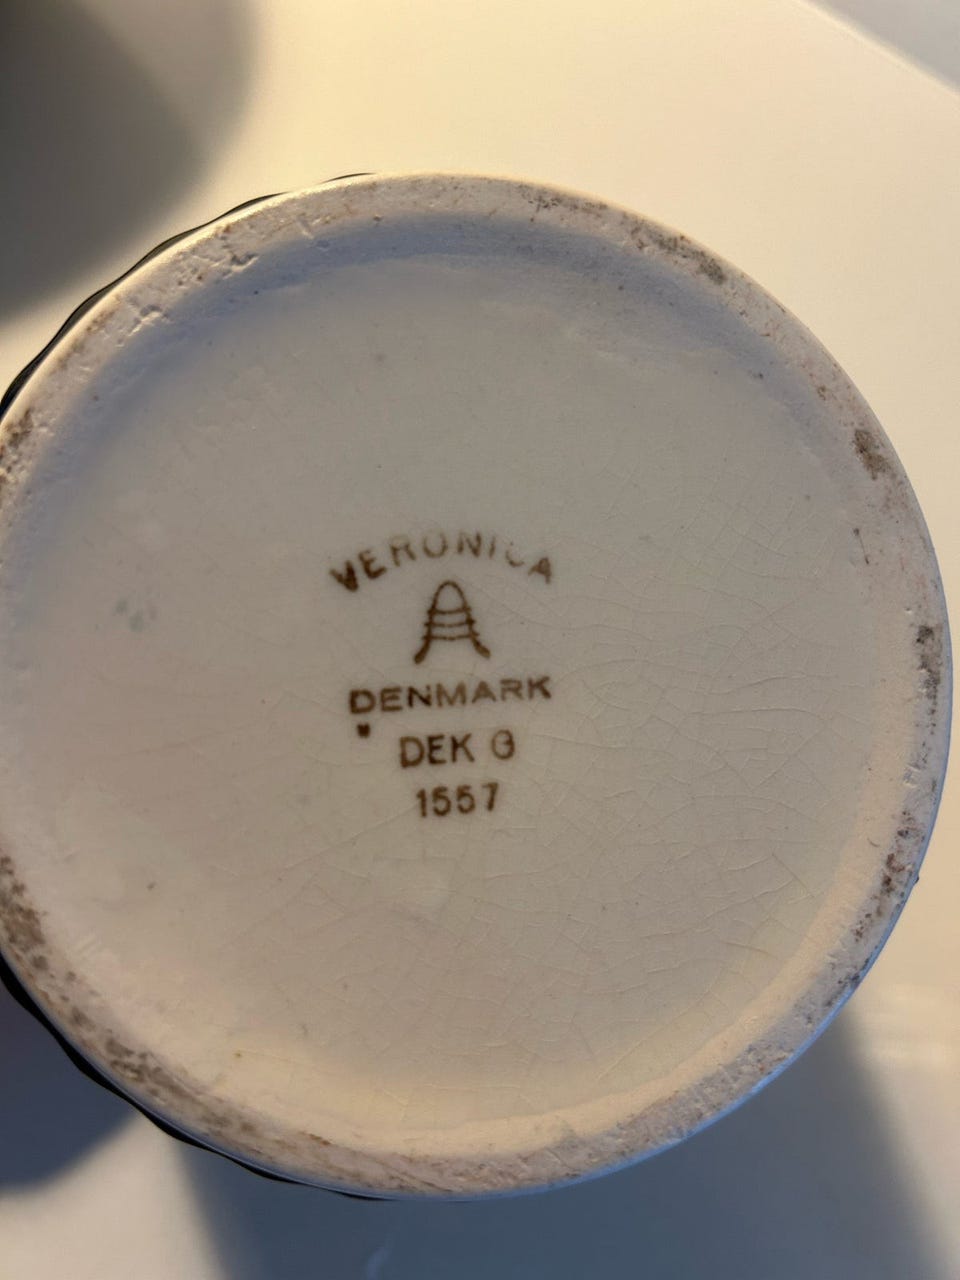 VERONICA
DENMARK
DEK
1557